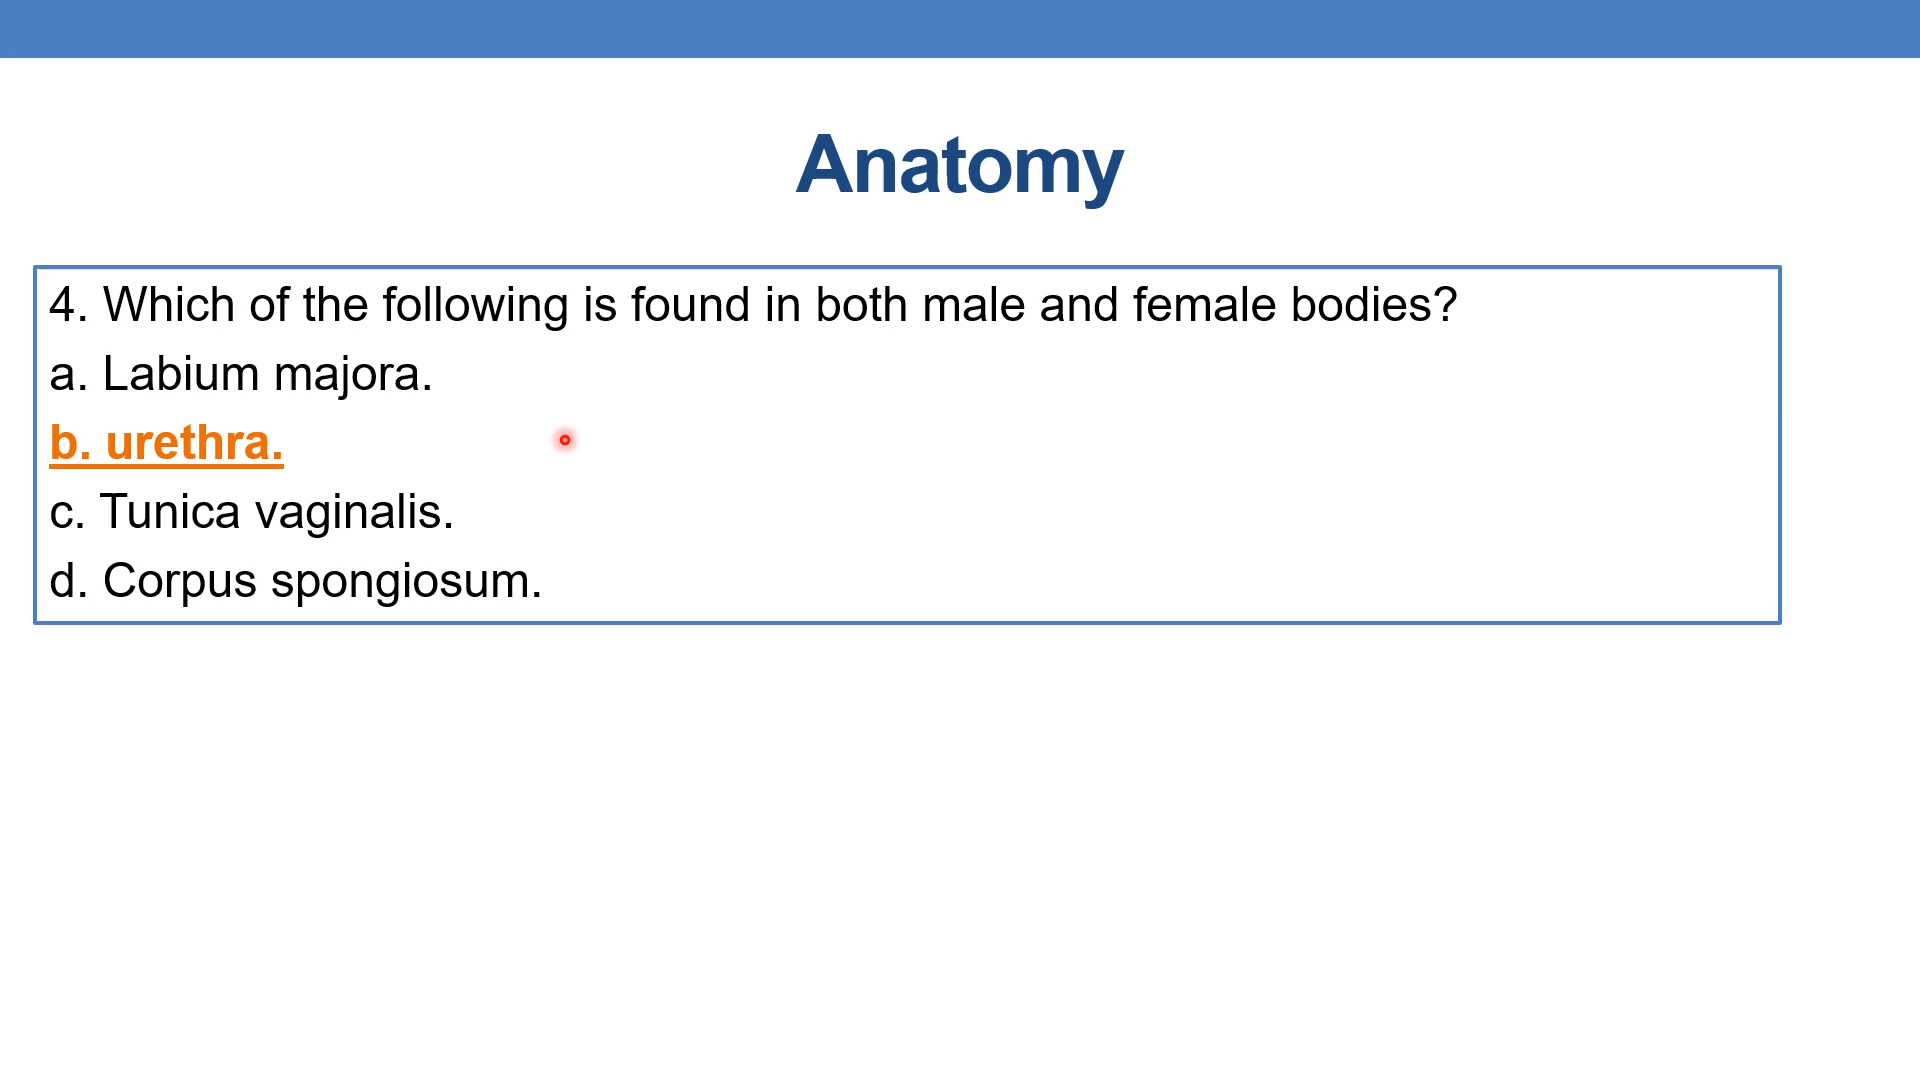 Anatomy
4. Which of the following is found in both male and female bodies?
a. Labium majora.
b. urethra.
c. Tunica vaginalis.
d. Corpus spongiosum.